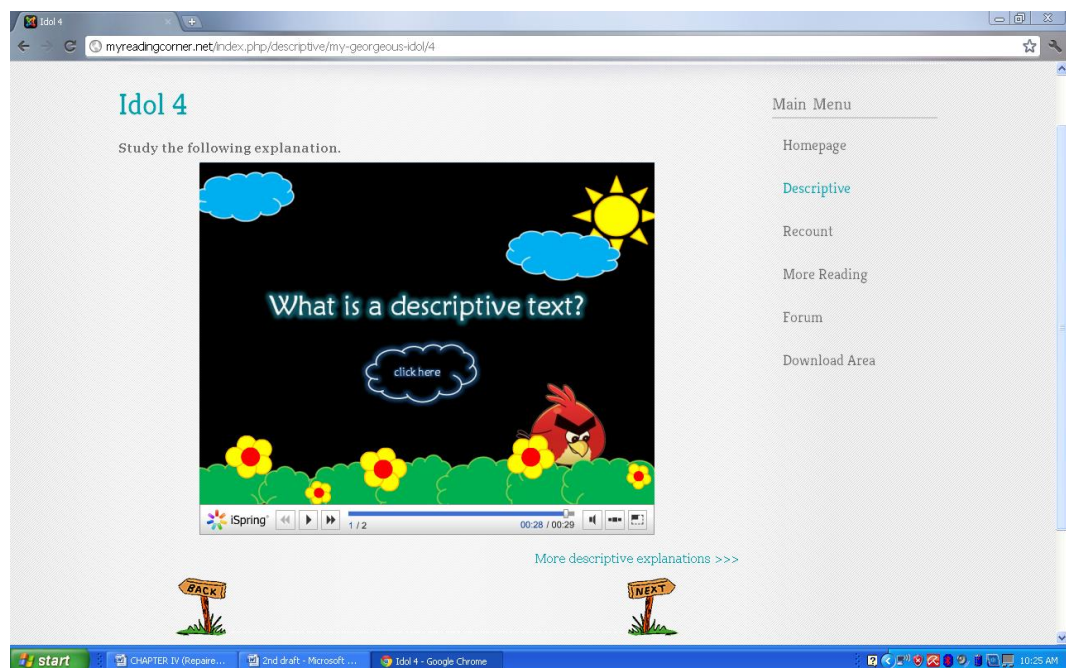 Idol 4
myreadingcorner.net/index.php/descriptive/my-georgeous-idol/4
Idol 4
Study the following explanation.
What is a descriptive text?
click here
iSpring
1 / 2
00:28 / 00:29
More descriptive explanations >>>
BACK
NEXT
Main Menu
Homepage
Descriptive
Recount
More Reading
Forum
Download Area
start
CHAPTER IV (Repaire...
2nd draft - Microsoft ...
Idol 4 - Google Chrome
10:25 AM